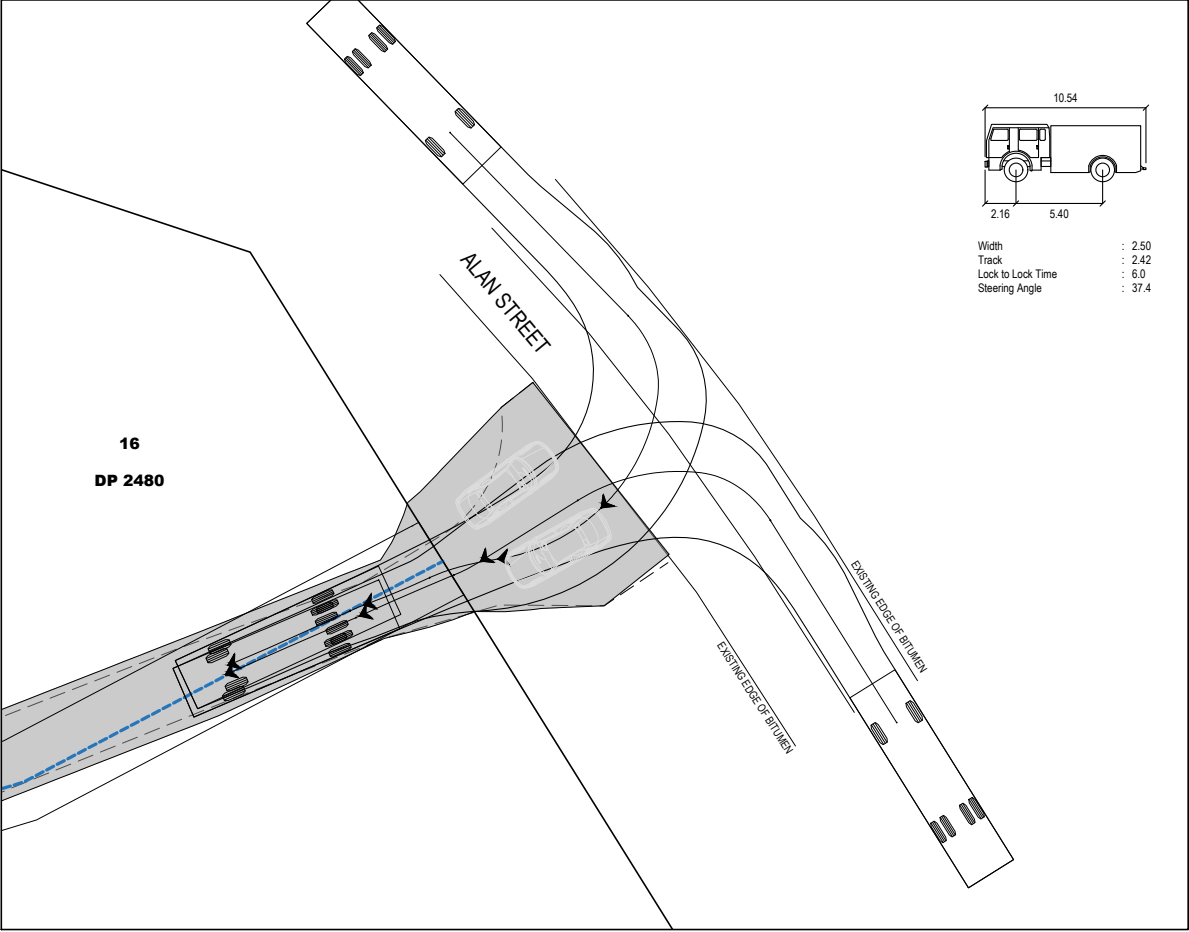 10.54
2.16 5.40
Width : 2.50
Track : 2.42
Lock to Lock Time : 6.0
Steering Angle : 37.4
ALAN STREET
16
DP 2480
EXISTING EDGE OF BITUMEN
EXISTING EDGE OF BITUMEN